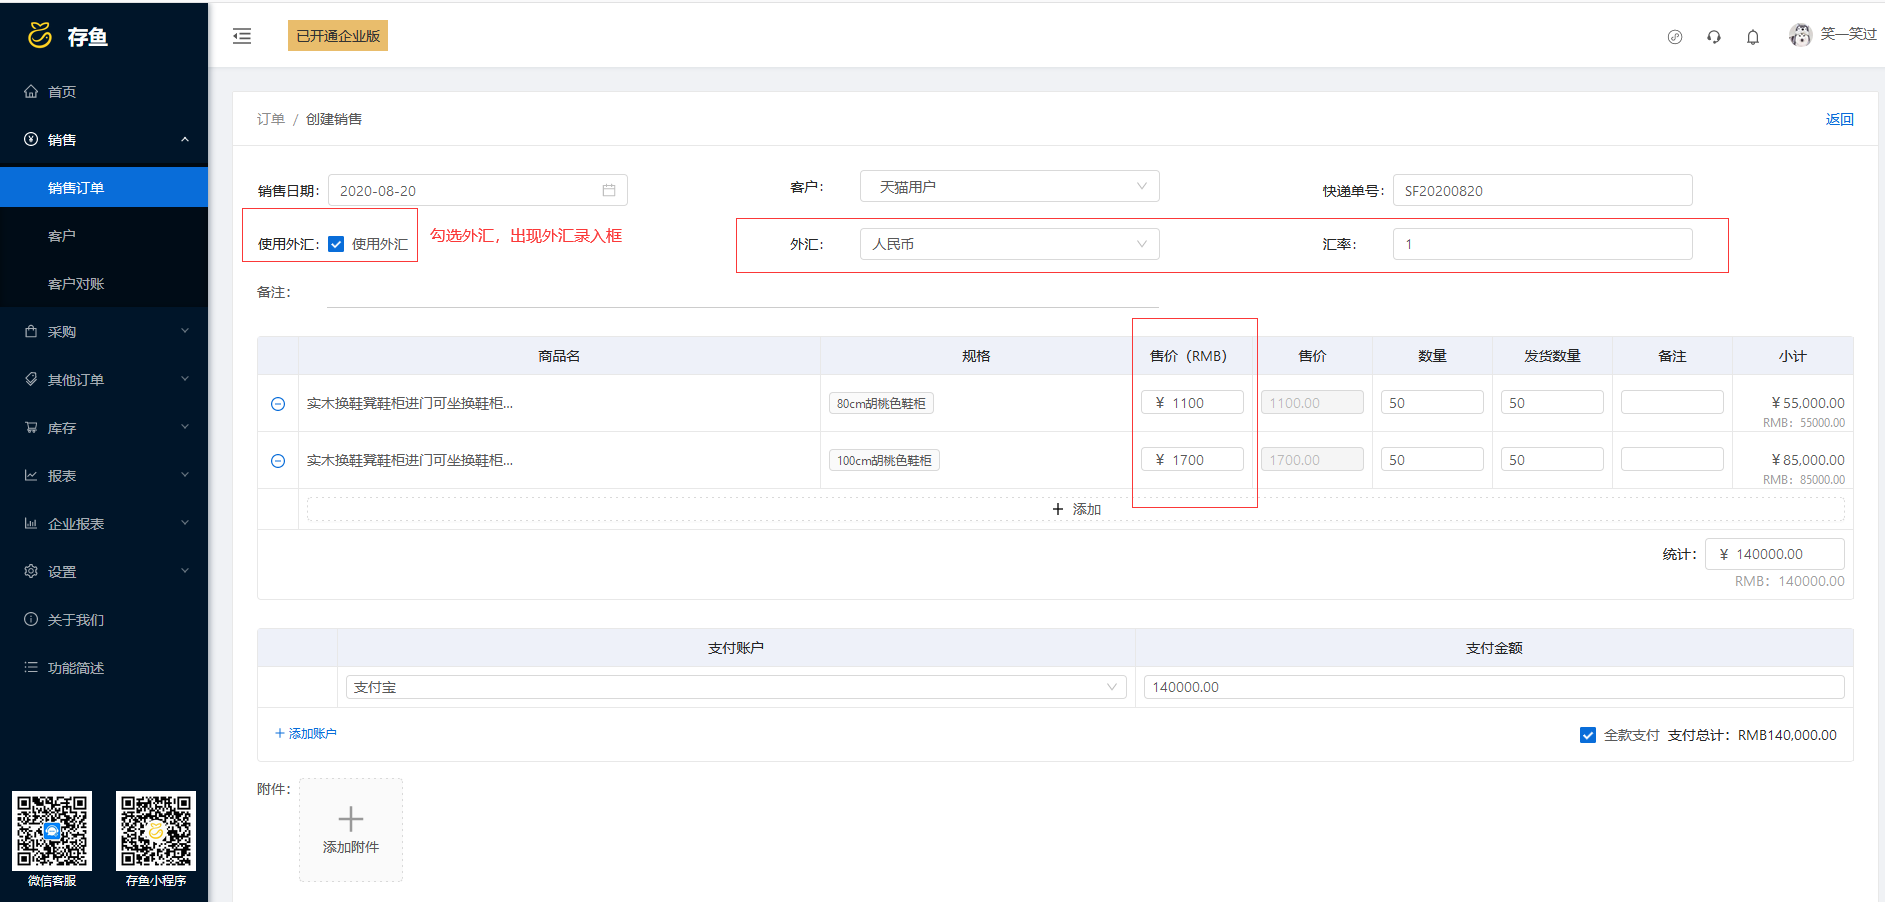 存鱼
已开通企业版
笑一笑过
首页
销售
销售订单
客户
客户对账
采购
其他订单
库存
报表
企业报表
设置
关于我们
功能简述
微信客服
存鱼小程序
订单 / 创建销售
返回
销售日期： 2020-08-20
客户： 天猫用户
快递单号： SF20200820
使用外汇： 使用外汇
勾选外汇，出现外汇录入框
外汇： 人民币
汇率： 1
备注：
商品名 规格 售价（RMB） 售价 数量 发货数量 备注 小计
实木换鞋凳鞋柜进门可坐换鞋柜... 80cm胡桃色鞋柜 ¥ 1100 1100.00 50 50 ¥55,000.00
RMB：55000.00
实木换鞋凳鞋柜进门可坐换鞋柜... 100cm胡桃色鞋柜 ¥ 1700 1700.00 50 50 ¥85,000.00
RMB：85000.00
+ 添加
统计： ¥ 140000.00
RMB：140000.00
支付账户 支付金额
支付宝 140000.00
+ 添加账户
全款支付 支付总计：RMB140,000.00
附件：
添加附件